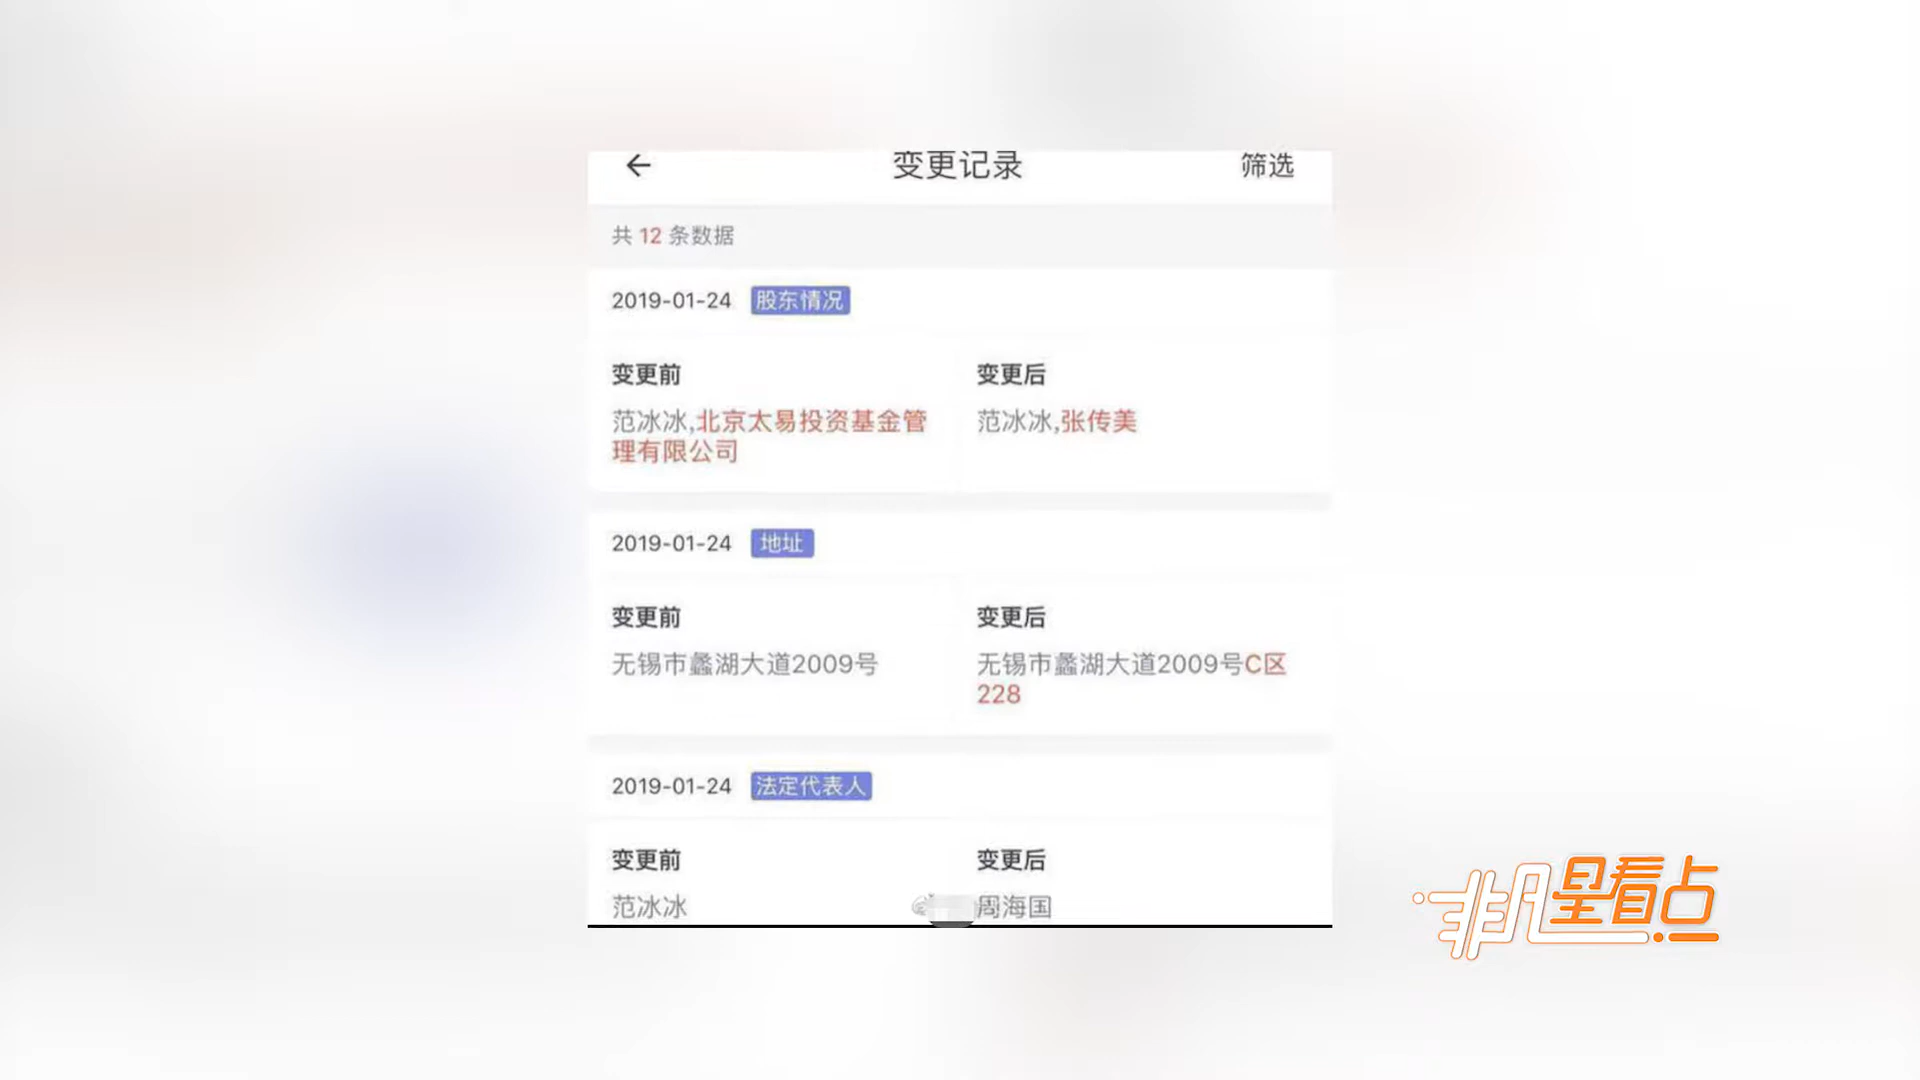 变更记录
筛选
共 12 条数据
2019-01-24 股东情况
变更前
变更后
范冰冰,北京太易投资基金管
理有限公司
范冰冰,张传美
2019-01-24 地址
变更前
变更后
无锡市蠡湖大道2009号
无锡市蠡湖大道2009号C区
228
2019-01-24 法定代表人
变更前
变更后
范冰冰
周海国
非凡星看点